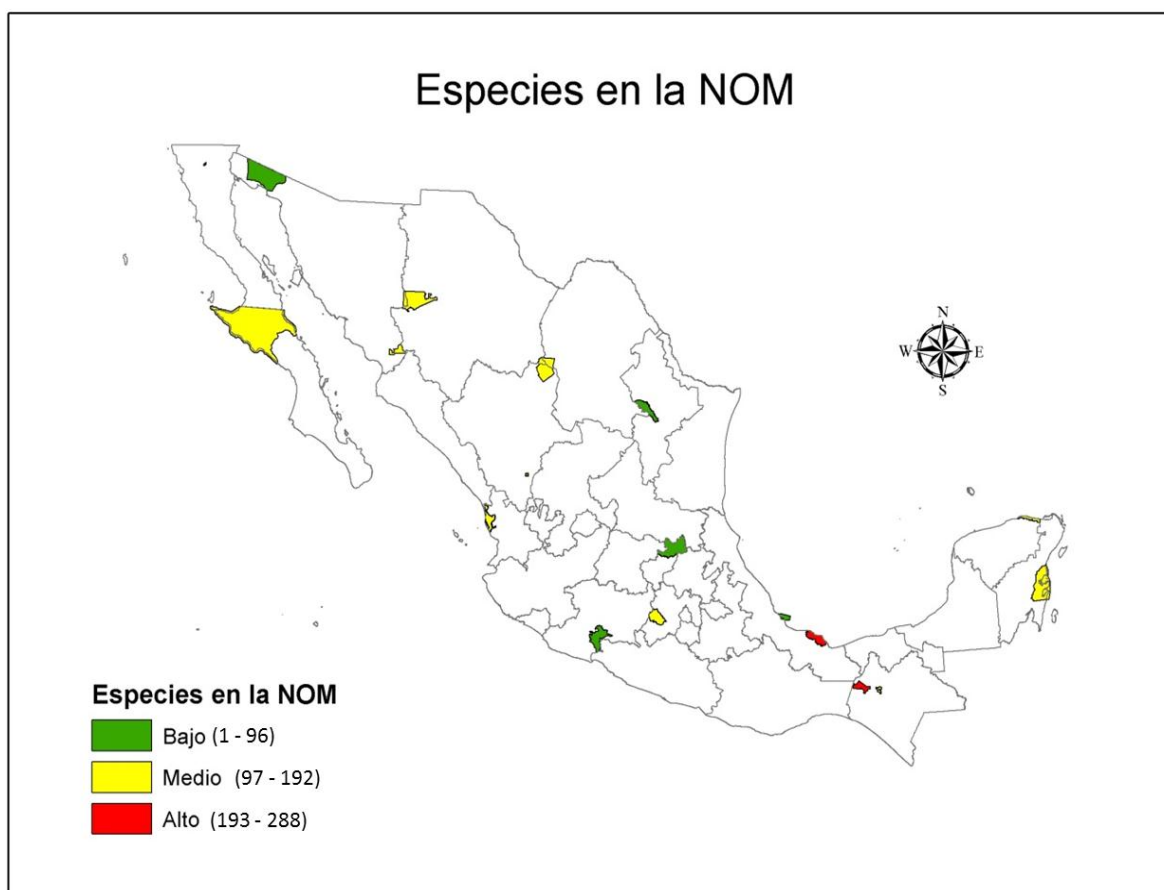 Especies en la NOM
N
W
E
S
Especies en la NOM
Bajo (1 - 96)
Medio (97 - 192)
Alto (193 - 288)